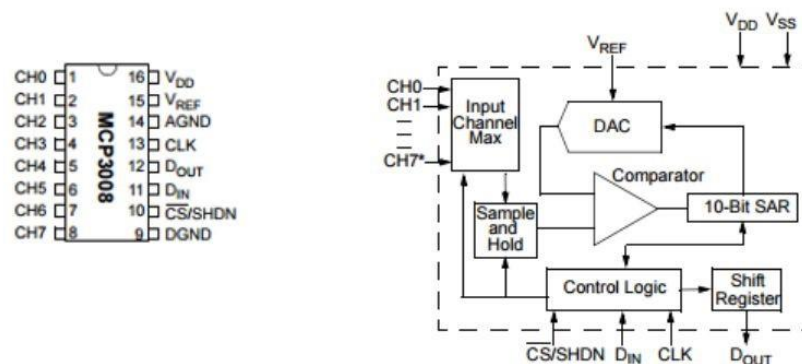 CH0 1 16 VDD
CH1 2 15 VREF
CH2 3 14 AGND
CH3 4 13 CLK
CH4 5 12 DOUT
CH5 6 11 DIN
CH6 7 10 CS/SHDN
CH7 8 9 DGND
MCP3008
VDD VSS
VREF
CH0
CH1
CH7*
Input
Channel
Max
DAC
Comparator
Sample
and
Hold
10-Bit SAR
Control Logic
Shift
Register
CS/SHDN DIN CLK DOUT